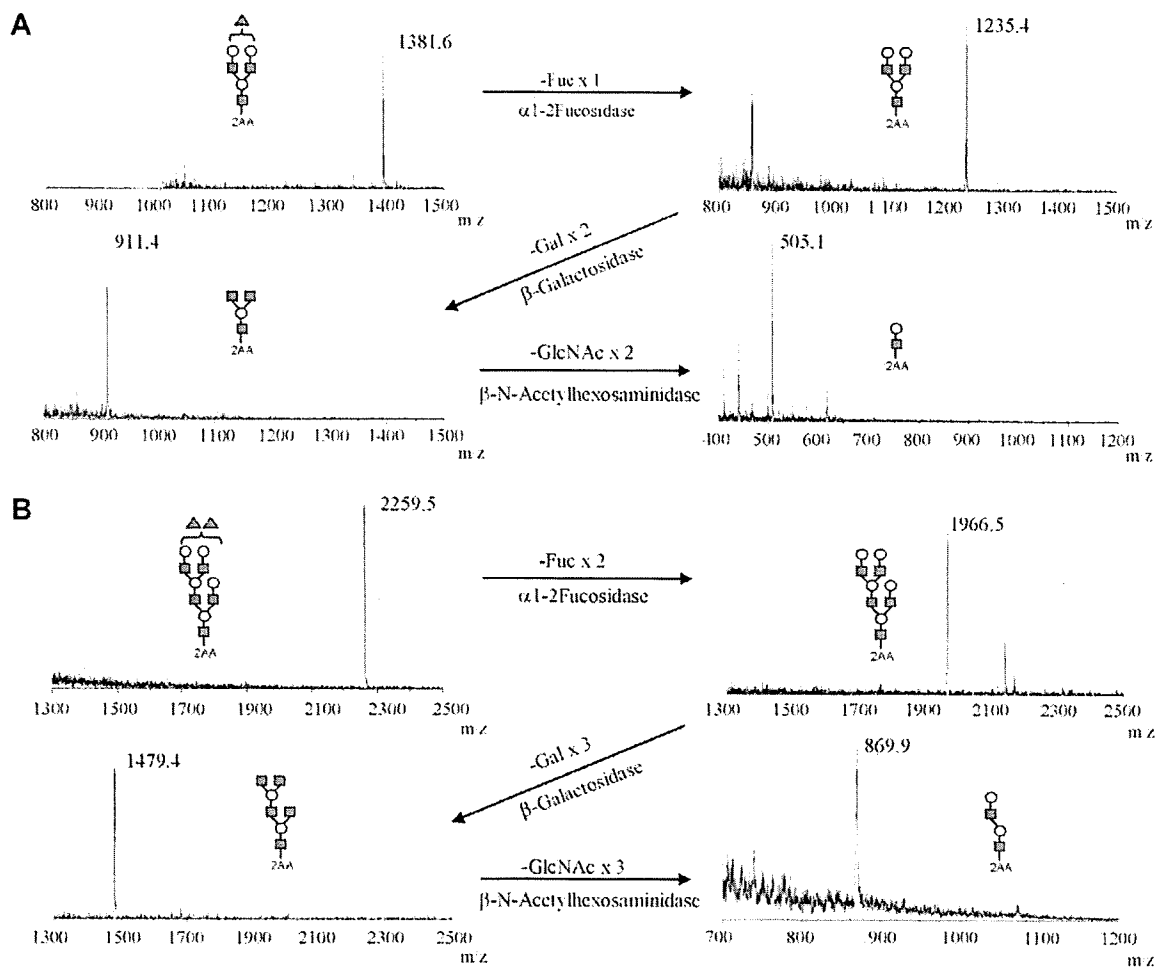 A
1381.6
2AA
800 900 1000 1100 1200 1300 1400 1500
m/z
-Fuc x 1
α1-2Fucosidase
1235.4
2AA
800 900 1000 1100 1200 1300 1400 1500
m/z
911.4
2AA
800 900 1000 1100 1200 1300 1400 1500
m/z
-Gal x 2
β-Galactosidase
-GlcNAc x 2
β-N-Acetylhexosaminidase
505.1
2AA
400 500 600 700 800 900 1000 1100 1200
m/z
B
2259.5
2AA
1300 1500 1700 1900 2100 2300 2500
m/z
-Fuc x 2
α1-2Fucosidase
1966.5
2AA
1300 1500 1700 1900 2100 2300 2500
m/z
1479.4
2AA
1300 1500 1700 1900 2100 2300 2500
m/z
-Gal x 3
β-Galactosidase
-GlcNAc x 3
β-N-Acetylhexosaminidase
869.9
2AA
700 800 900 1000 1100 1200
m/z